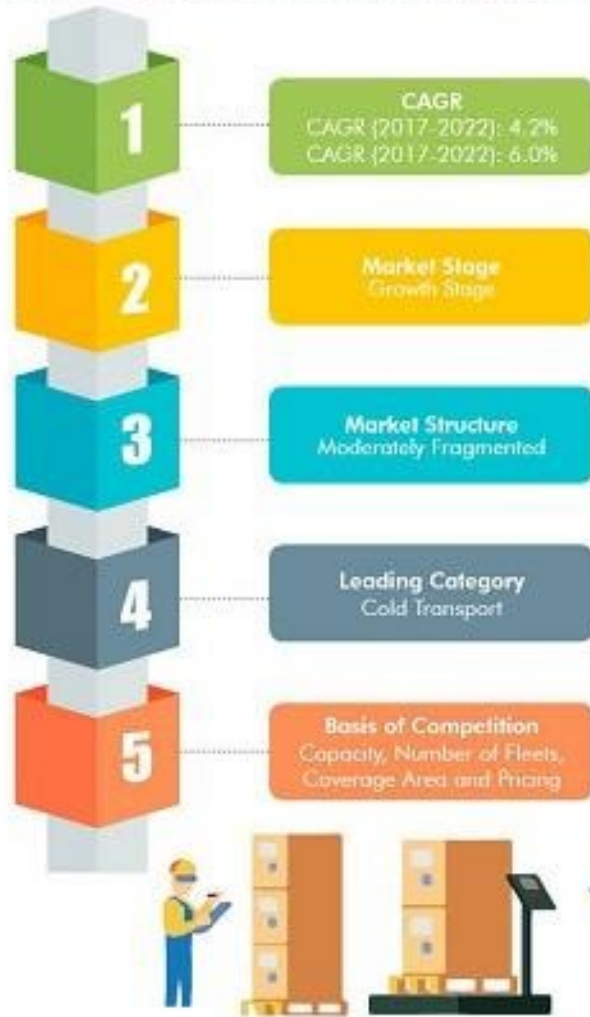 1
CAGR
CAGR (2017-2022): 4.2%
CAGR (2017-2022): 6.0%
2
Market Stage
Growth Stage
3
Market Structure
Moderately Fragmented
4
Leading Category
Cold Transport
5
Basis of Competition
Capacity, Number of Fleets,
Coverage Area and Pricing